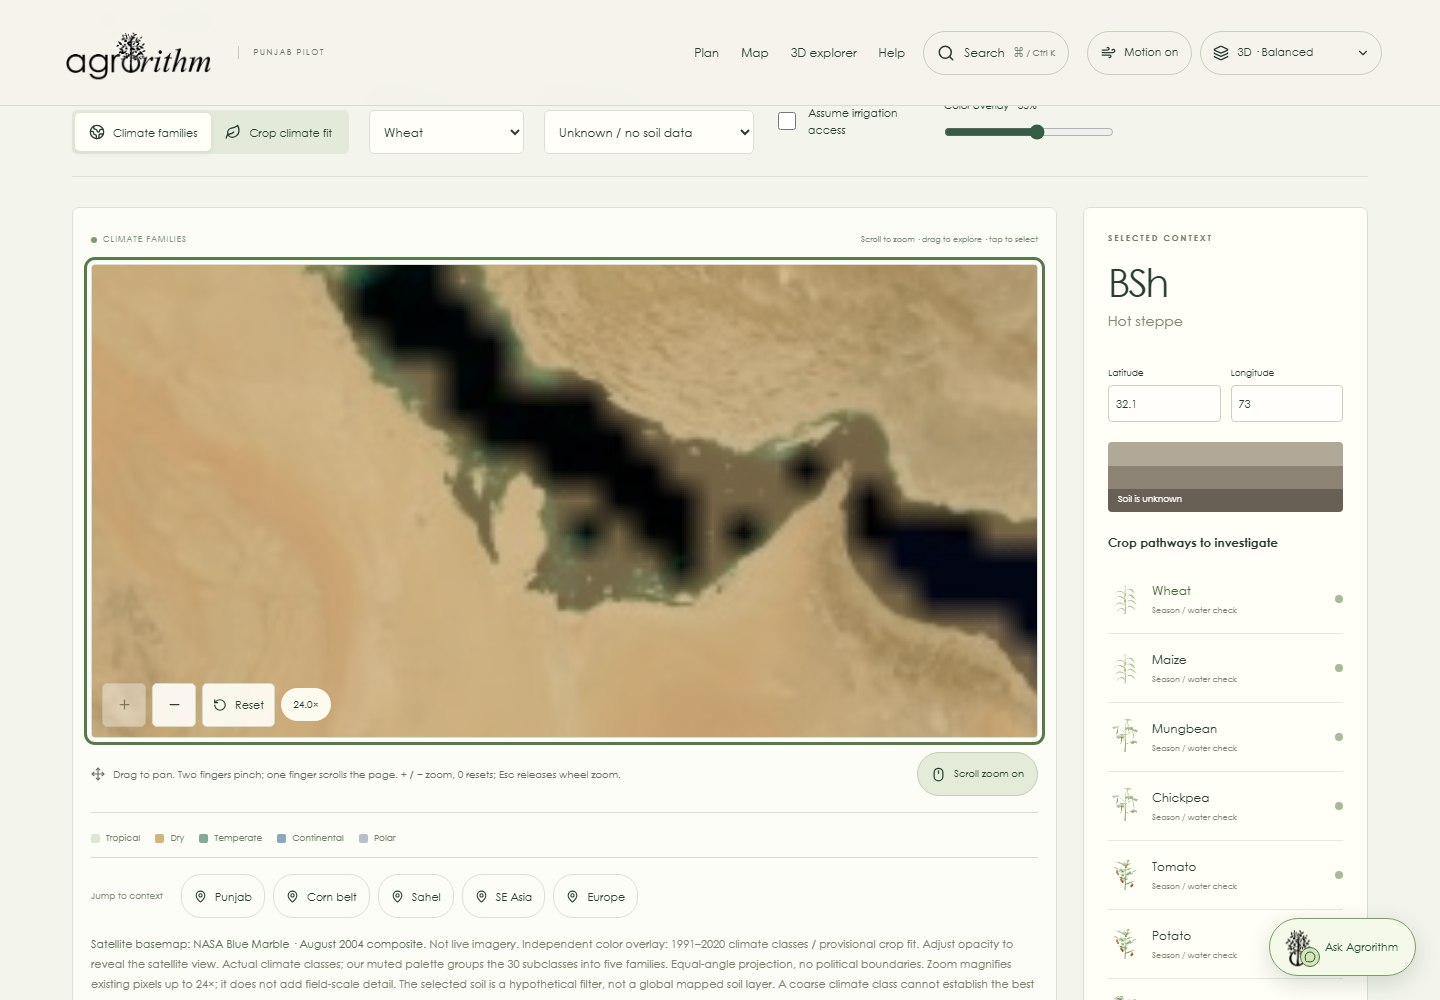 agrorithm
PUNJAB PILOT
Plan
Map
3D explorer
Help
Search ⌘ / Ctrl K
Motion on
3D · Balanced
Color overlay · 55%
Climate families
Crop climate fit
Wheat
Unknown / no soil data
Assume irrigation
access
CLIMATE FAMILIES
Scroll to zoom · drag to explore · tap to select
+
−
Reset
24.0×
Drag to pan. Two fingers pinch; one finger scrolls the page. + / − zoom, 0 resets; Esc releases wheel zoom.
Scroll zoom on
Tropical
Dry
Temperate
Continental
Polar
Jump to context
Punjab
Corn belt
Sahel
SE Asia
Europe
Satellite basemap: NASA Blue Marble · August 2004 composite. Not live imagery. Independent color overlay: 1991–2020 climate classes / provisional crop fit. Adjust opacity to
reveal the satellite view. Actual climate classes; our muted palette groups the 30 subclasses into five families. Equal-angle projection, no political boundaries. Zoom magnifies
existing pixels up to 24×; it does not add field-scale detail. The selected soil is a hypothetical filter, not a global mapped soil layer. A coarse climate class cannot establish the best
SELECTED CONTEXT
BSh
Hot steppe
Latitude
Longitude
32.1
73
Soil is unknown
Crop pathways to investigate
Wheat
Season / water check
Maize
Season / water check
Mungbean
Season / water check
Chickpea
Season / water check
Tomato
Season / water check
Potato
Season / water check
Ask Agrorithm